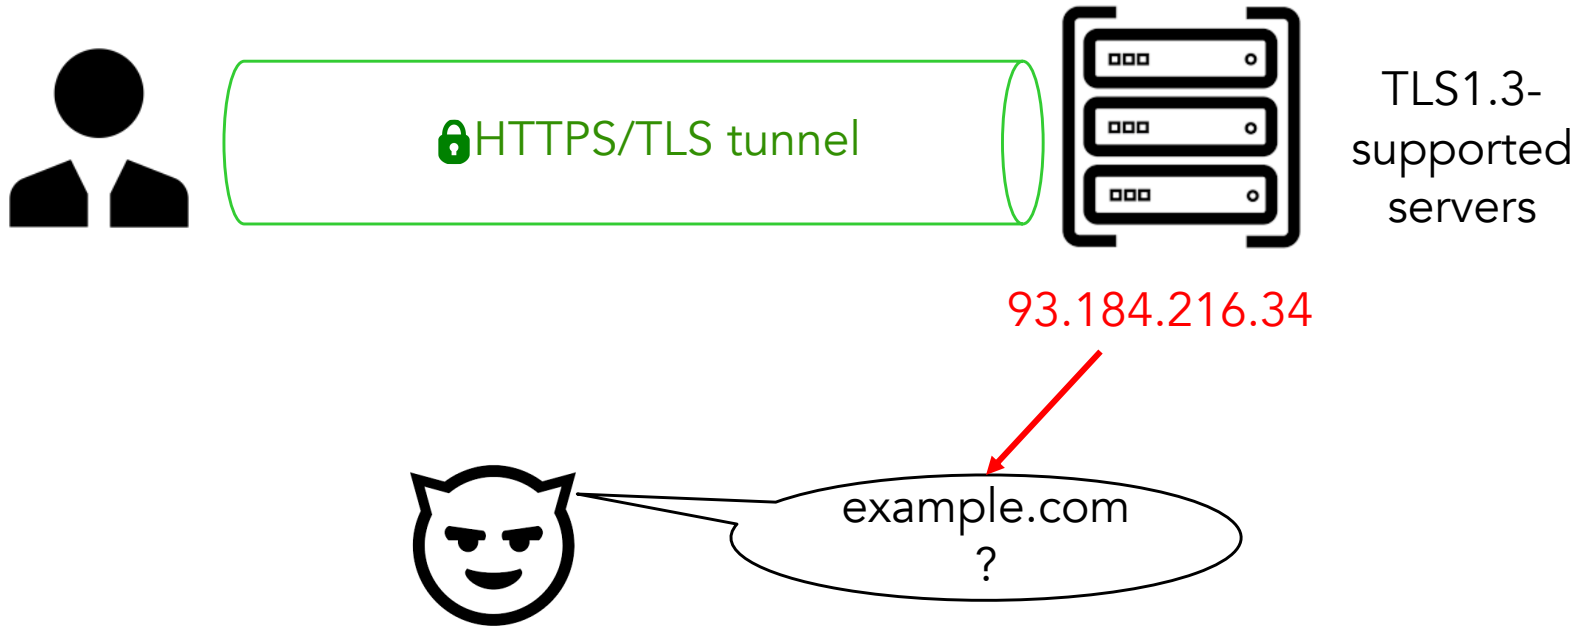 HTTPS/TLS tunnel
TLS1.3-
supported
servers
93.184.216.34
example.com
?